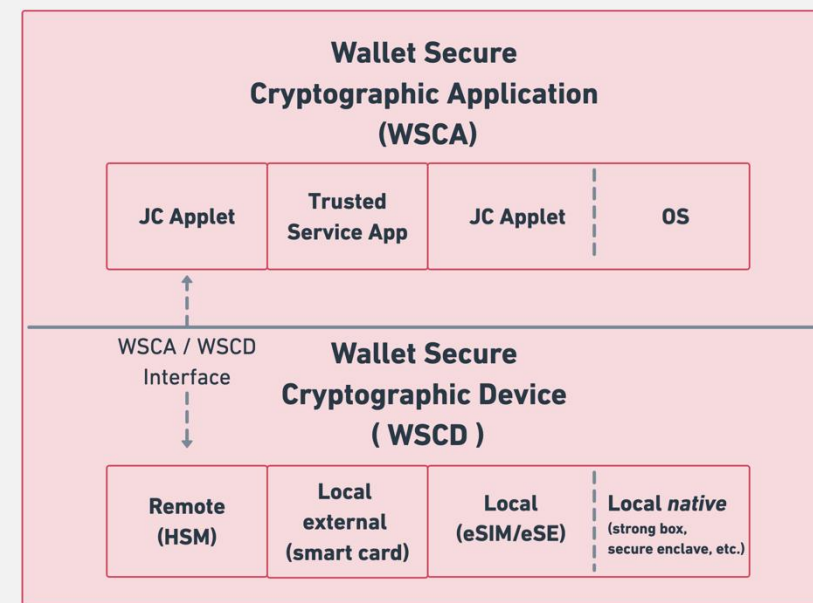 Wallet Secure
Cryptographic Application
(WSCA)
JC Applet
Trusted
Service App
JC Applet
OS
WSCA / WSCD
Interface
Wallet Secure
Cryptographic Device
( WSCD )
Remote
(HSM)
Local
external
(smart card)
Local
(eSIM/eSE)
Local native
(strong box,
secure enclave, etc.)